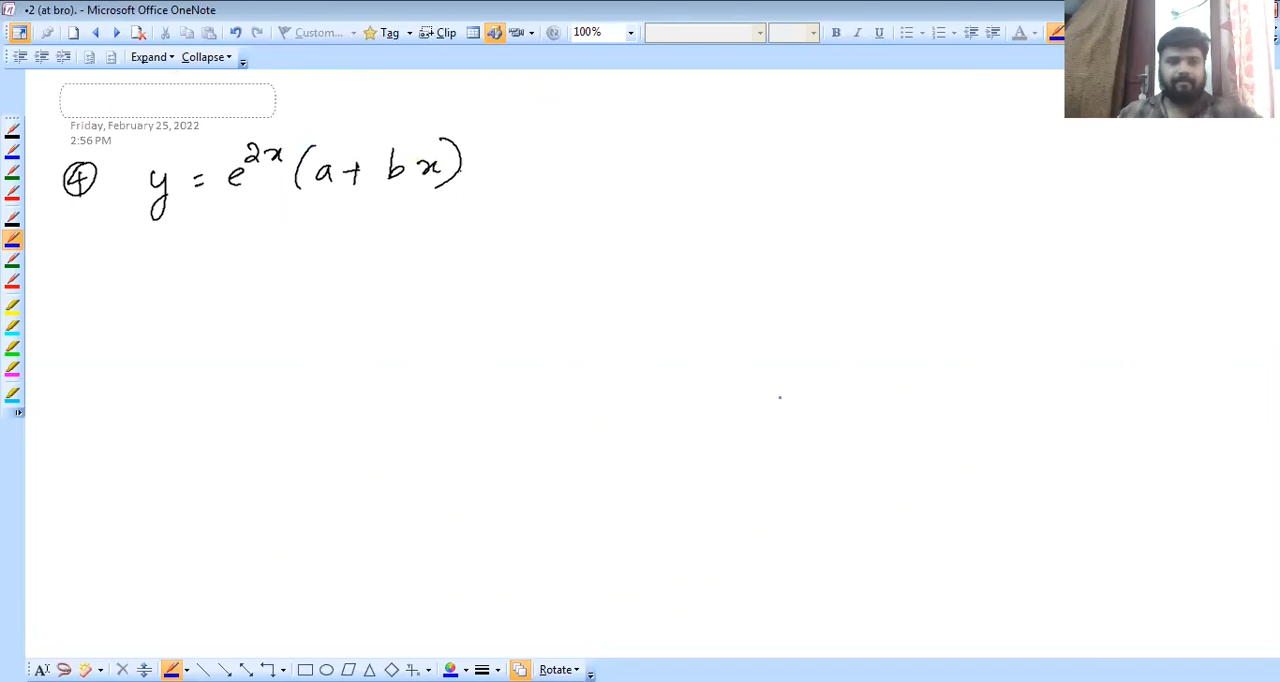 •2 (at bro). - Microsoft Office OneNote
Custom... Tag Clip 100% B I U A
Expand Collapse
Friday, February 25, 2022
2:56 PM
④ y = e^{2x} (a + b x)
A Rotate